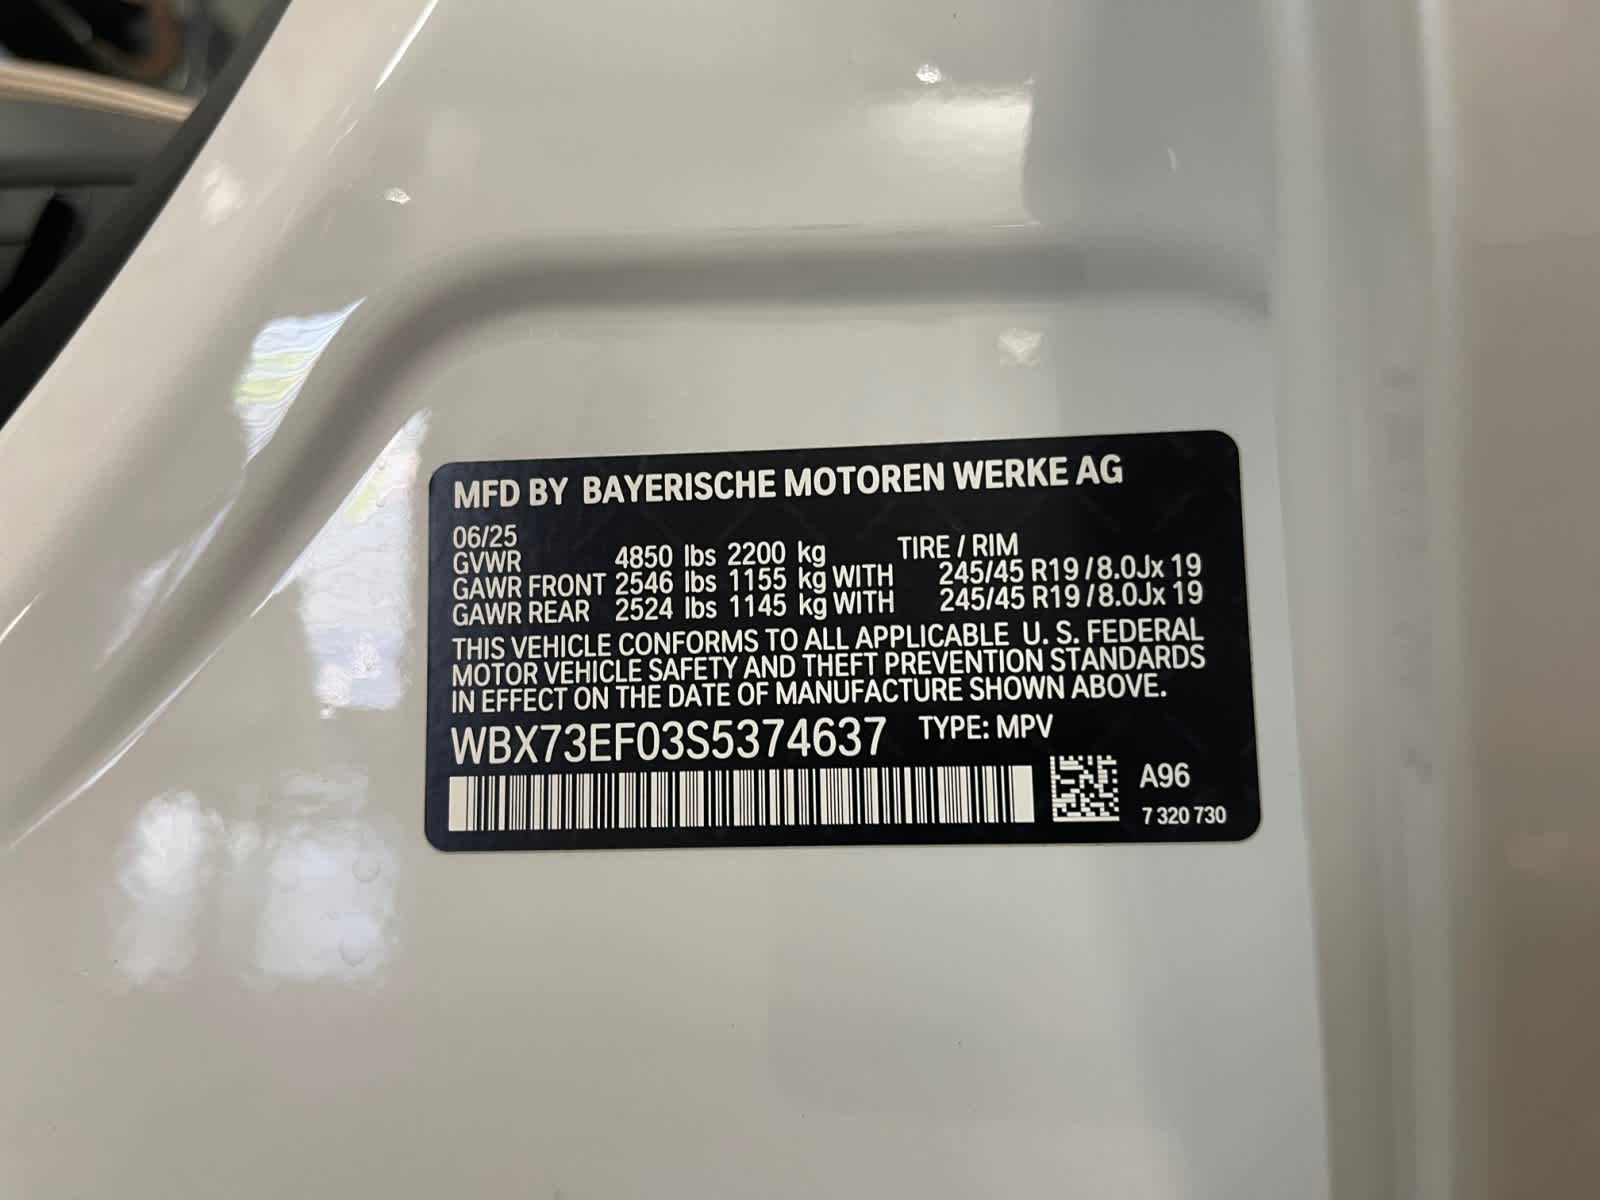 MFD BY BAYERISCHE MOTOREN WERKE AG
06/25
GVWR 4850 lbs 2200 kg TIRE / RIM
GAWR FRONT 2546 lbs 1155 kg WITH 245/45 R19 / 8.0Jx 19
GAWR REAR 2524 lbs 1145 kg WITH 245/45 R19 / 8.0Jx 19
THIS VEHICLE CONFORMS TO ALL APPLICABLE U. S. FEDERAL
MOTOR VEHICLE SAFETY AND THEFT PREVENTION STANDARDS
IN EFFECT ON THE DATE OF MANUFACTURE SHOWN ABOVE.
WBX73EF03S5374637 TYPE: MPV
A96
7 320 730